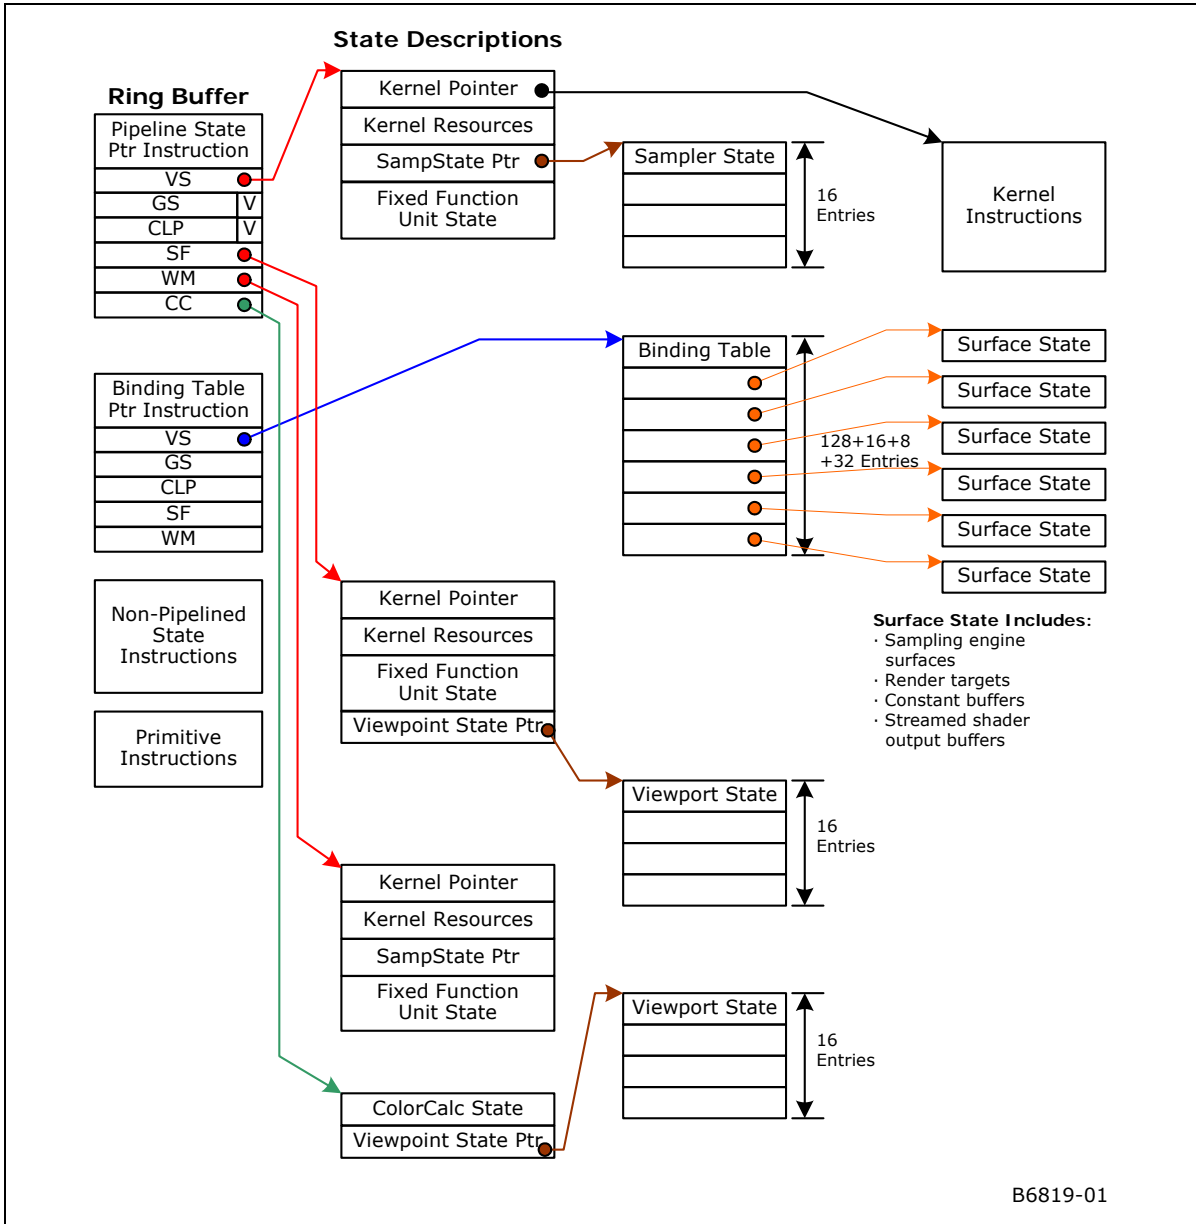 State Descriptions
Ring Buffer
Pipeline State
Ptr Instruction
VS
GS V
CLP V
SF
WM
CC
Binding Table
Ptr Instruction
VS
GS
CLP
SF
WM
Non-Pipelined
State
Instructions
Primitive
Instructions
Kernel Pointer
Kernel Resources
SampState Ptr
Fixed Function
Unit State
Sampler State
16
Entries
Kernel
Instructions
Binding Table
128+16+8
+32 Entries
Surface State
Surface State
Surface State
Surface State
Surface State
Surface State
Surface State Includes:
· Sampling engine
surfaces
· Render targets
· Constant buffers
· Streamed shader
output buffers
Kernel Pointer
Kernel Resources
Fixed Function
Unit State
Viewpoint State Ptr
Viewport State
16
Entries
Kernel Pointer
Kernel Resources
SampState Ptr
Fixed Function
Unit State
Viewport State
16
Entries
ColorCalc State
Viewpoint State Ptr
B6819-01